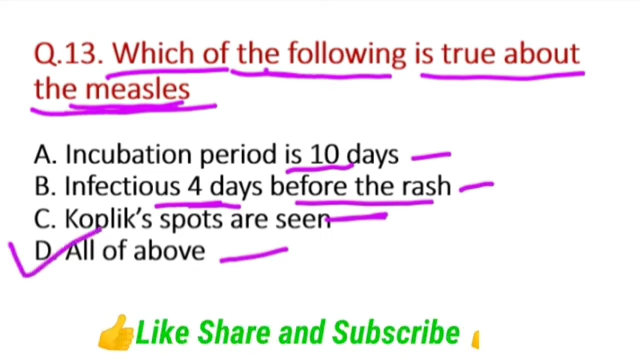 Q.13. Which of the following is true about
the measles
A. Incubation period is 10 days
B. Infectious 4 days before the rash
C. Koplik's spots are seen
D. All of above
Like Share and Subscribe